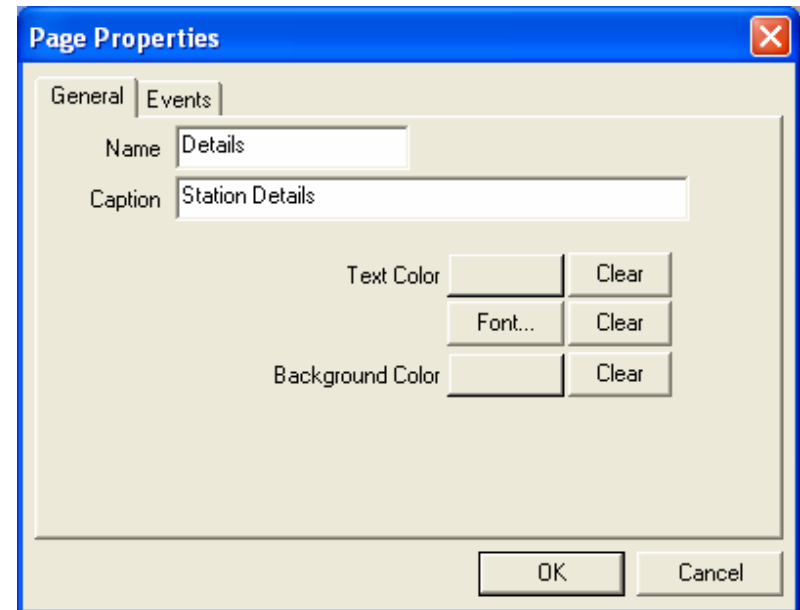 Page Properties
General Events
Name Details
Caption Station Details
Text Color Clear
Font... Clear
Background Color Clear
OK Cancel